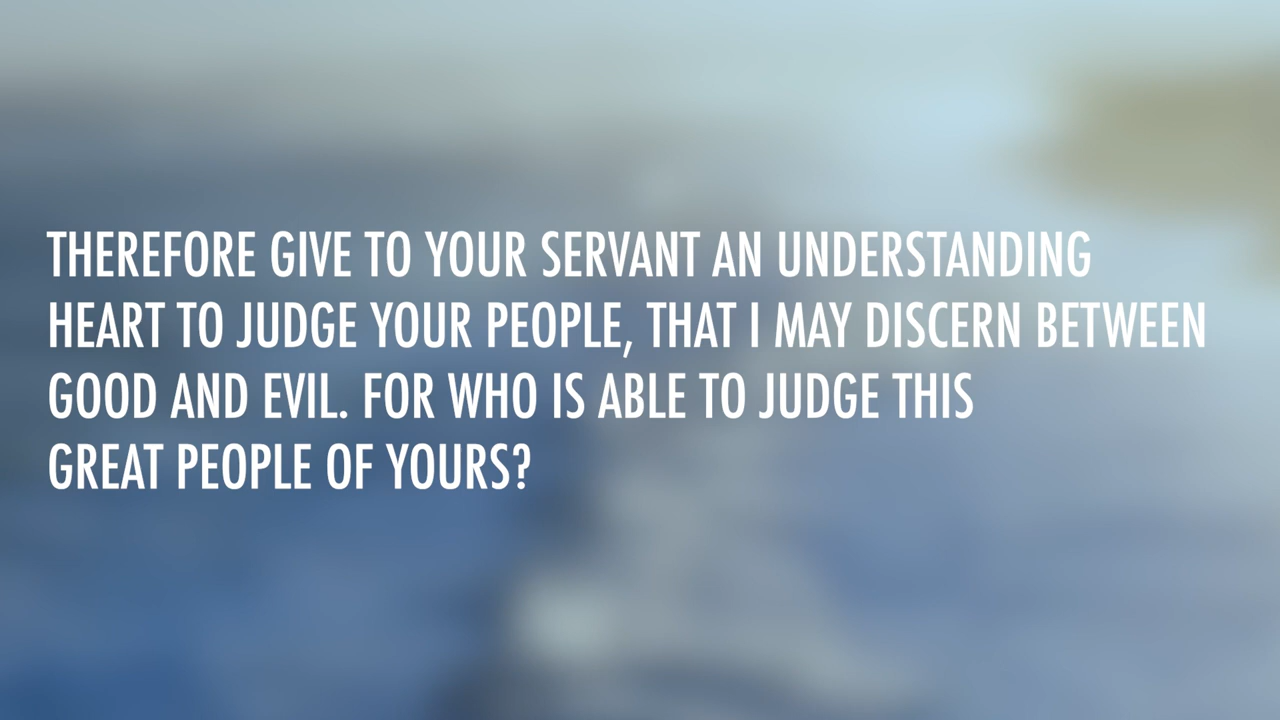 THEREFORE GIVE TO YOUR SERVANT AN UNDERSTANDING
HEART TO JUDGE YOUR PEOPLE, THAT I MAY DISCERN BETWEEN
GOOD AND EVIL. FOR WHO IS ABLE TO JUDGE THIS
GREAT PEOPLE OF YOURS?